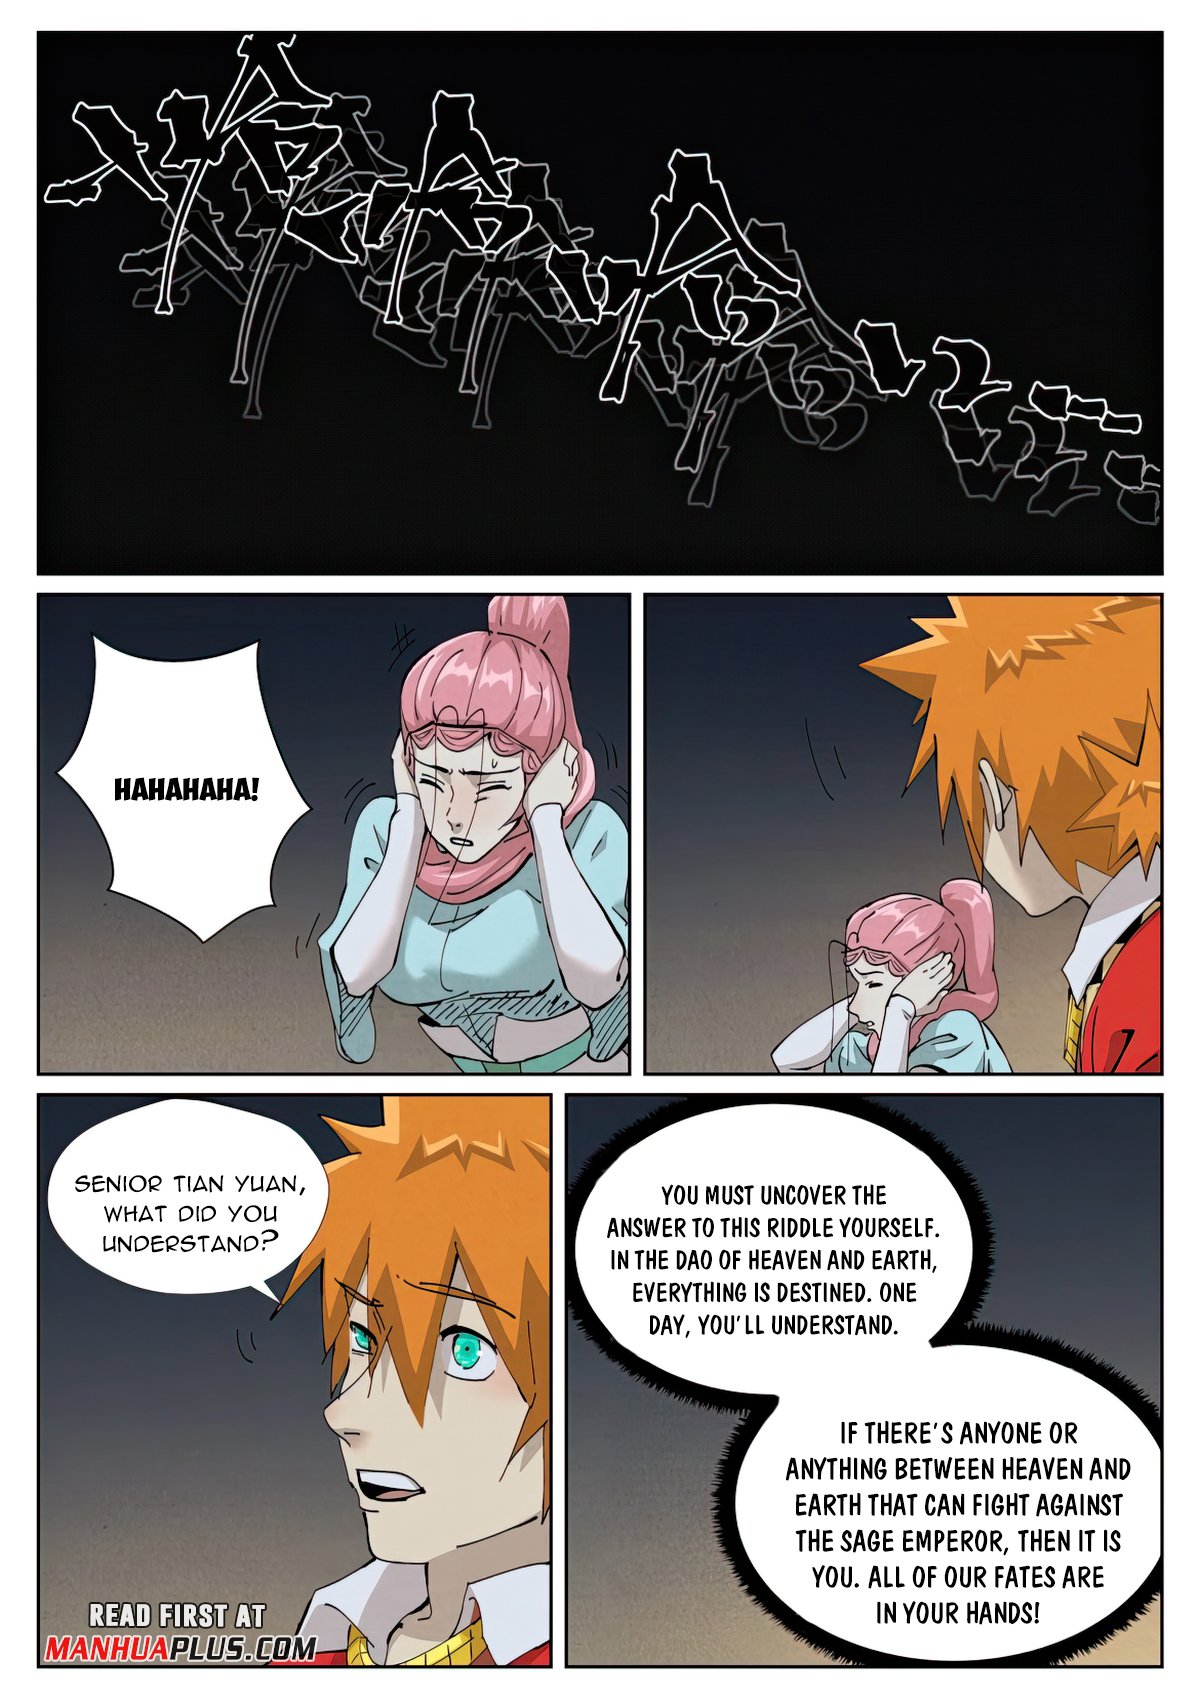 HAHAHAHA!
SENIOR TIAN YUAN,
WHAT DID YOU
UNDERSTAND?
YOU MUST UNCOVER THE
ANSWER TO THIS RIDDLE YOURSELF.
IN THE DAO OF HEAVEN AND EARTH,
EVERYTHING IS DESTINED. ONE
DAY, YOU'LL UNDERSTAND.
IF THERE'S ANYONE OR
ANYTHING BETWEEN HEAVEN AND
EARTH THAT CAN FIGHT AGAINST
THE SAGE EMPEROR, THEN IT IS
YOU. ALL OF OUR FATES ARE
IN YOUR HANDS!
READ FIRST AT
MANHUAPLUS.COM